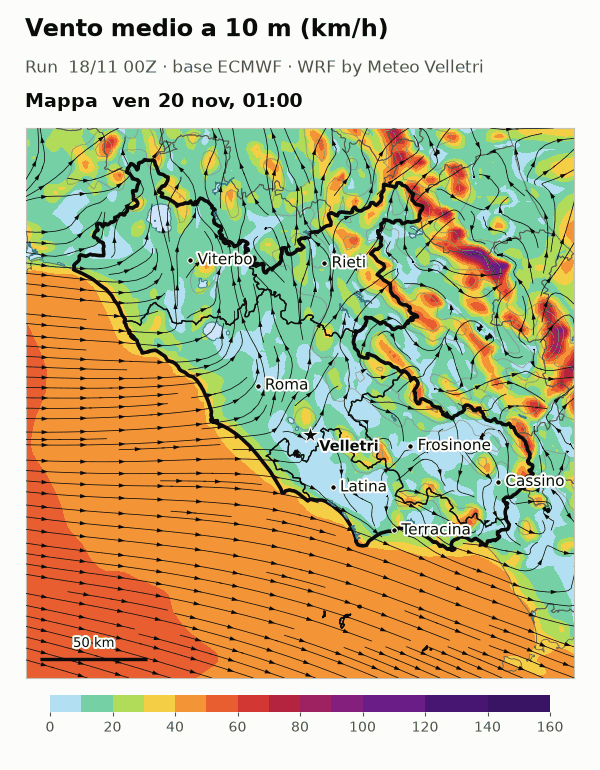 Vento medio a 10 m (km/h)
Run  18/11 00Z · base ECMWF · WRF by Meteo Velletri
Mappa  ven 20 nov, 01:00
Viterbo
Rieti
Roma
Velletri
Frosinone
Latina
Cassino
Terracina
50 km
0 20 40 60 80 100 120 140 160